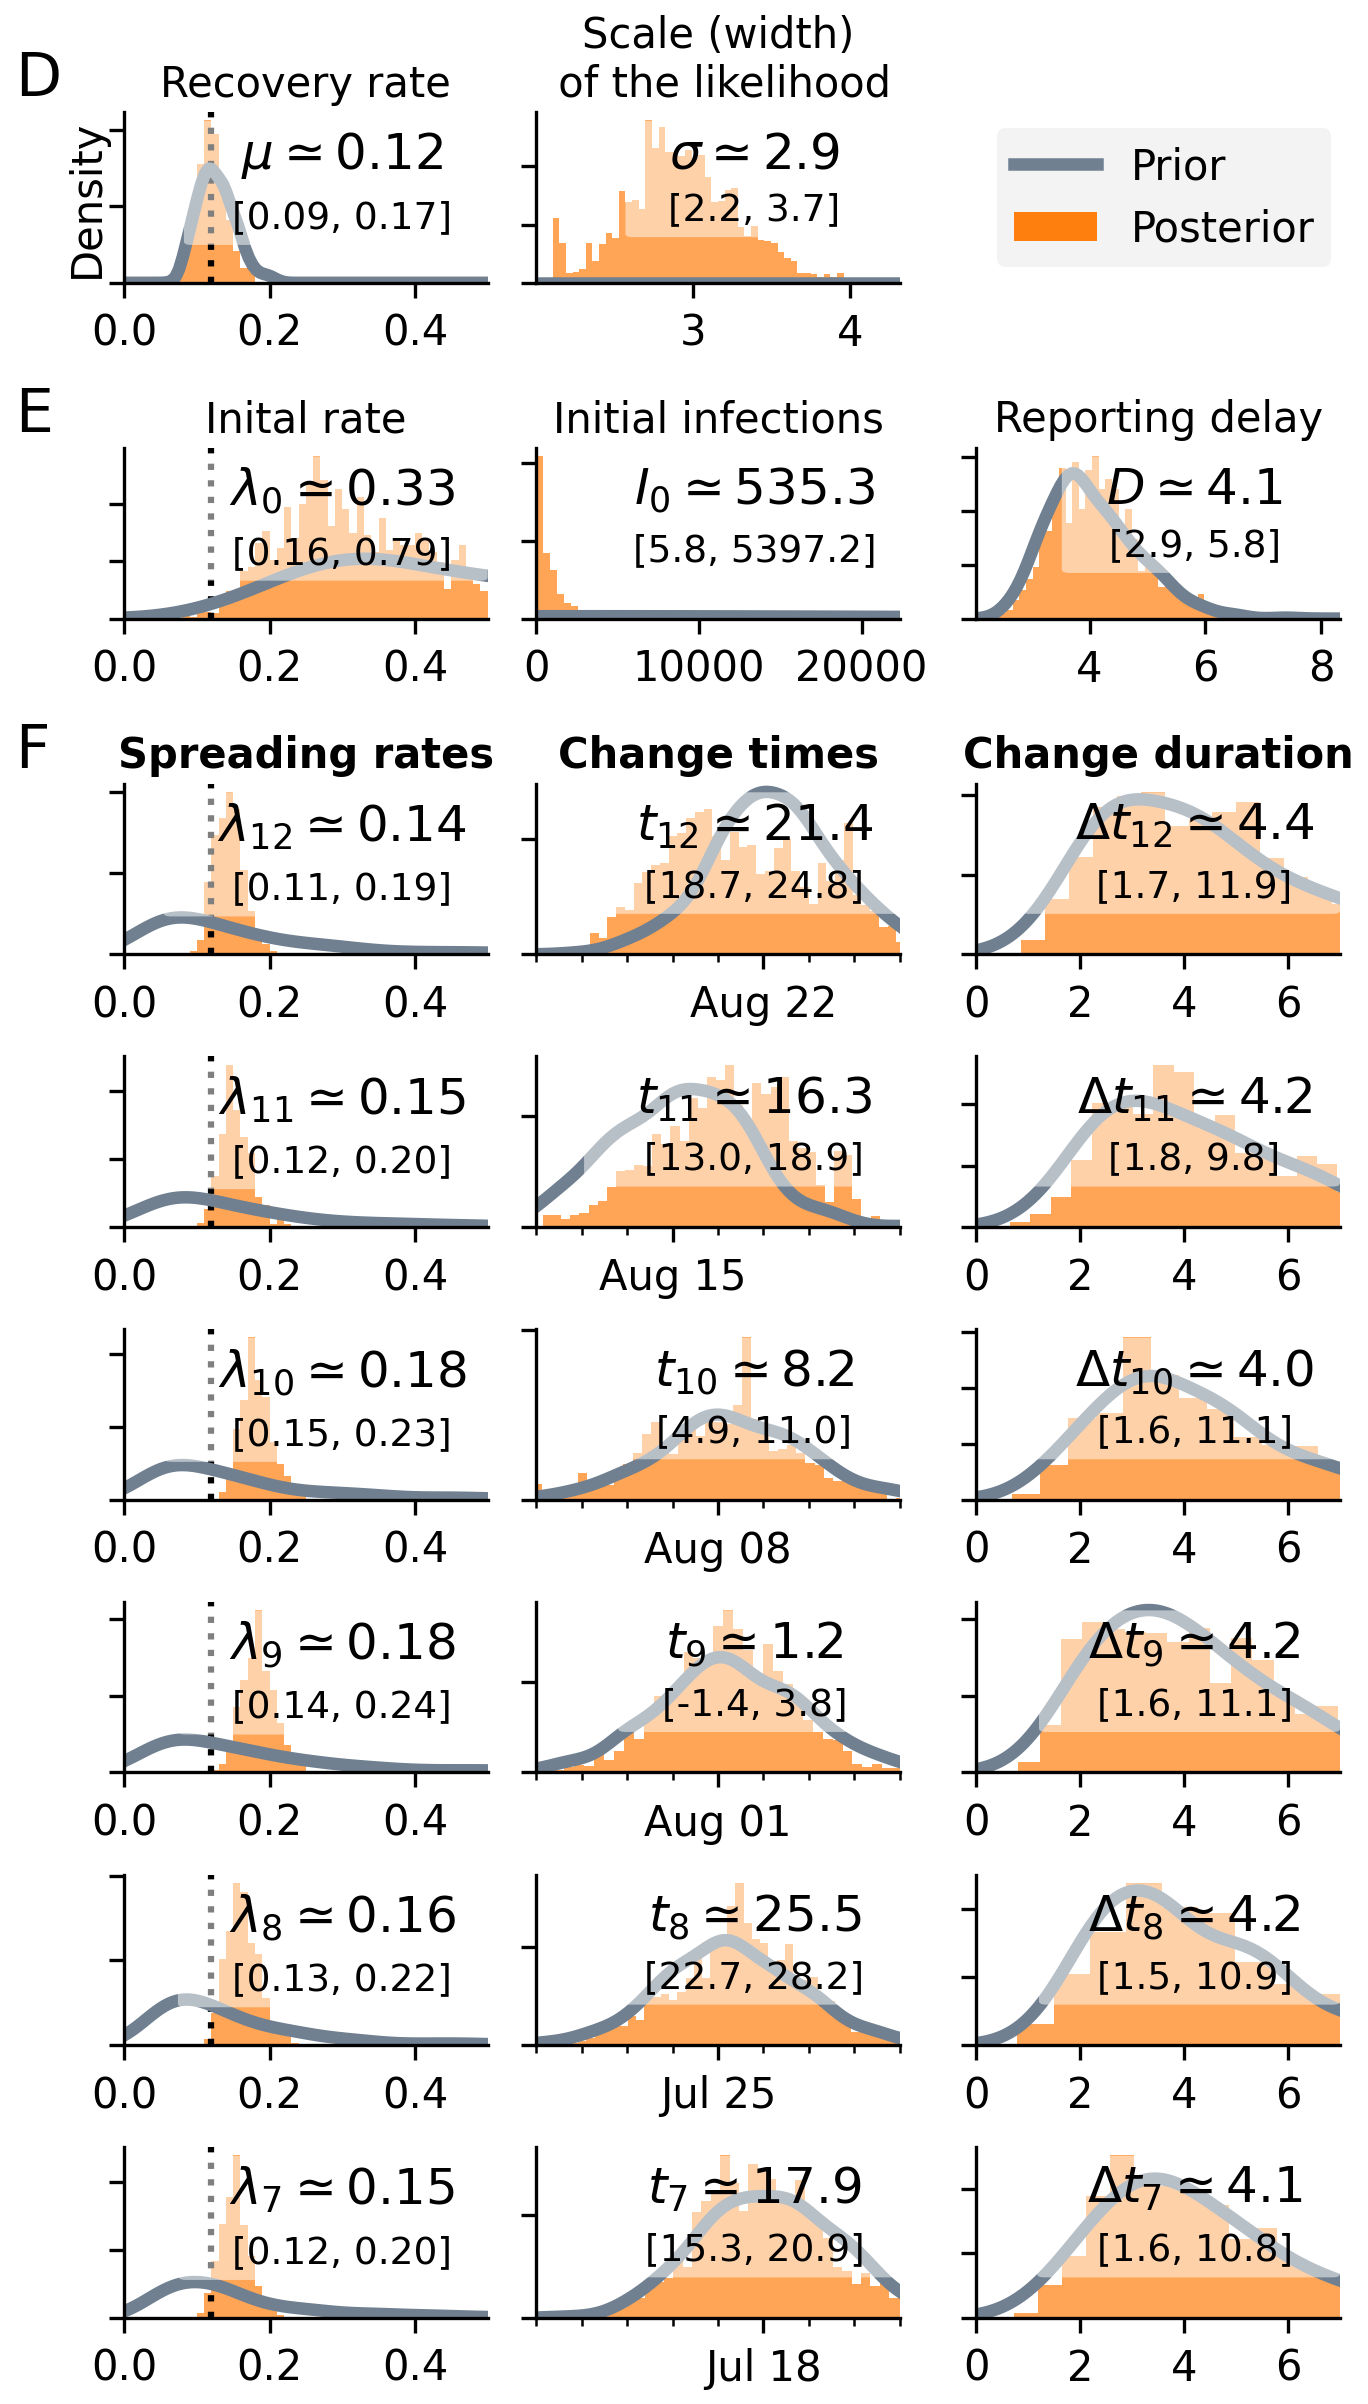 D
Recovery rate
Scale (width)
of the likelihood
Density
μ ≃ 0.12
[0.09, 0.17]
0.0 0.2 0.4
σ ≃ 2.9
[2.2, 3.7]
3 4
Prior
Posterior
E
Inital rate
λ0 ≃ 0.33
[0.16, 0.79]
0.0 0.2 0.4
Initial infections
I0 ≃ 535.3
[5.8, 5397.2]
0 10000 20000
Reporting delay
D ≃ 4.1
[2.9, 5.8]
4 6 8
F
Spreading rates
Change times
Change duration
λ12 ≃ 0.14
[0.11, 0.19]
0.0 0.2 0.4
t12 ≃ 21.4
[18.7, 24.8]
Aug 22
Δt12 ≃ 4.4
[1.7, 11.9]
0 2 4 6
λ11 ≃ 0.15
[0.12, 0.20]
0.0 0.2 0.4
t11 ≃ 16.3
[13.0, 18.9]
Aug 15
Δt11 ≃ 4.2
[1.8, 9.8]
0 2 4 6
λ10 ≃ 0.18
[0.15, 0.23]
0.0 0.2 0.4
t10 ≃ 8.2
[4.9, 11.0]
Aug 08
Δt10 ≃ 4.0
[1.6, 11.1]
0 2 4 6
λ9 ≃ 0.18
[0.14, 0.24]
0.0 0.2 0.4
t9 ≃ 1.2
[-1.4, 3.8]
Aug 01
Δt9 ≃ 4.2
[1.6, 11.1]
0 2 4 6
λ8 ≃ 0.16
[0.13, 0.22]
0.0 0.2 0.4
t8 ≃ 25.5
[22.7, 28.2]
Jul 25
Δt8 ≃ 4.2
[1.5, 10.9]
0 2 4 6
λ7 ≃ 0.15
[0.12, 0.20]
0.0 0.2 0.4
t7 ≃ 17.9
[15.3, 20.9]
Jul 18
Δt7 ≃ 4.1
[1.6, 10.8]
0 2 4 6